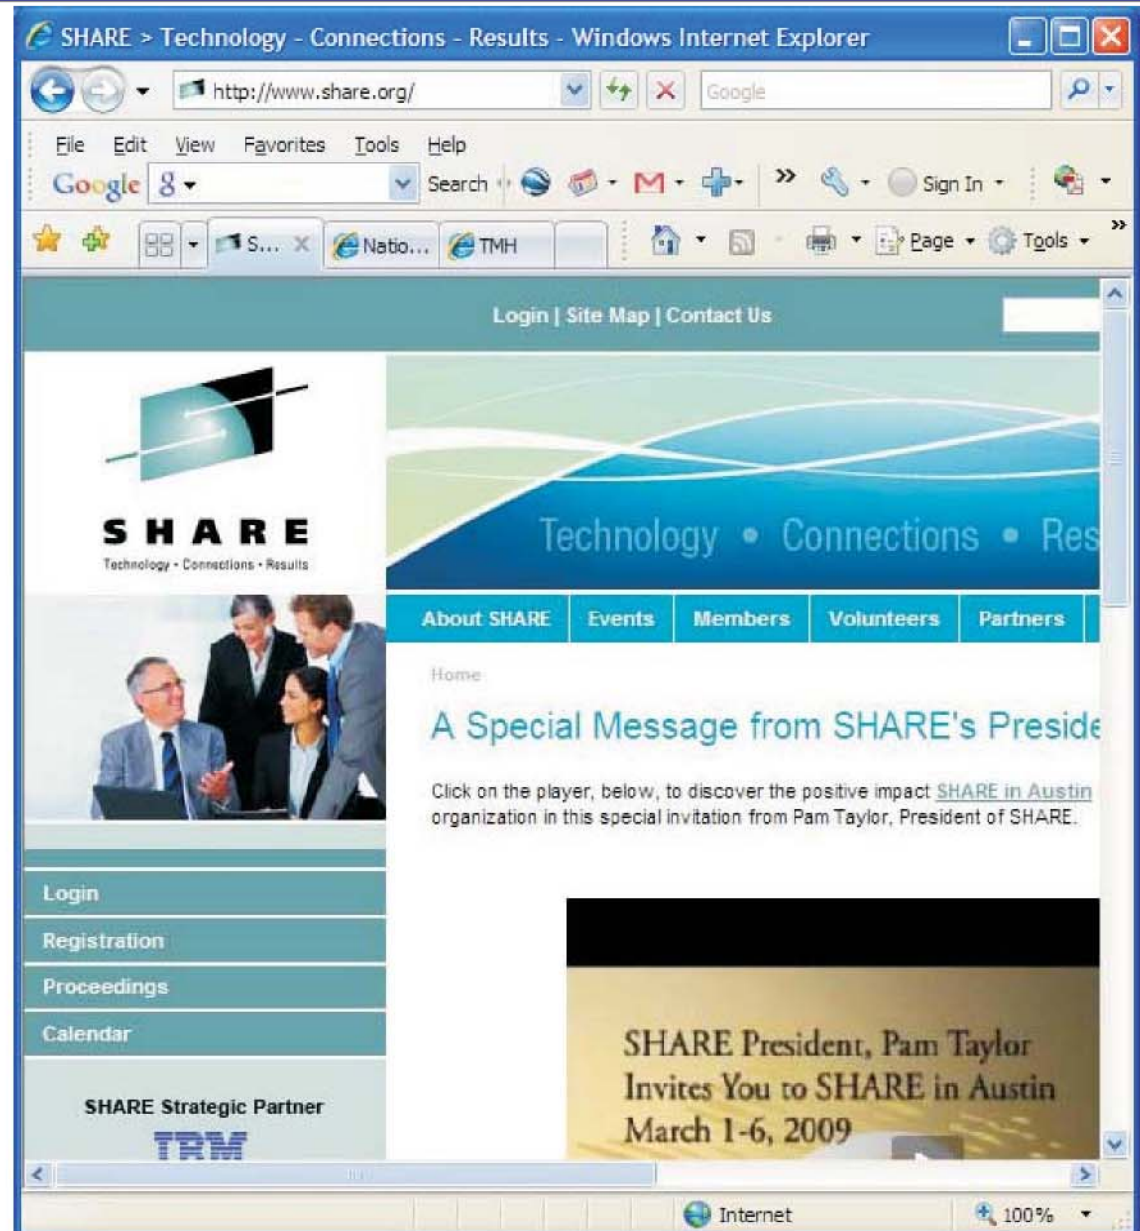 SHARE > Technology - Connections - Results - Windows Internet Explorer
http://www.share.org/
Google
File Edit View Favorites Tools Help
Google Search Sign In
S... Natio... TMH Page Tools
Login | Site Map | Contact Us
SHARE
Technology • Connections • Results
Technology • Connections • Res
About SHARE Events Members Volunteers Partners
Home
A Special Message from SHARE's Preside
Click on the player, below, to discover the positive impact SHARE in Austin
organization in this special invitation from Pam Taylor, President of SHARE.
Login
Registration
Proceedings
Calendar
SHARE Strategic Partner
IBM
SHARE President, Pam Taylor
Invites You to SHARE in Austin
March 1-6, 2009
Internet 100%